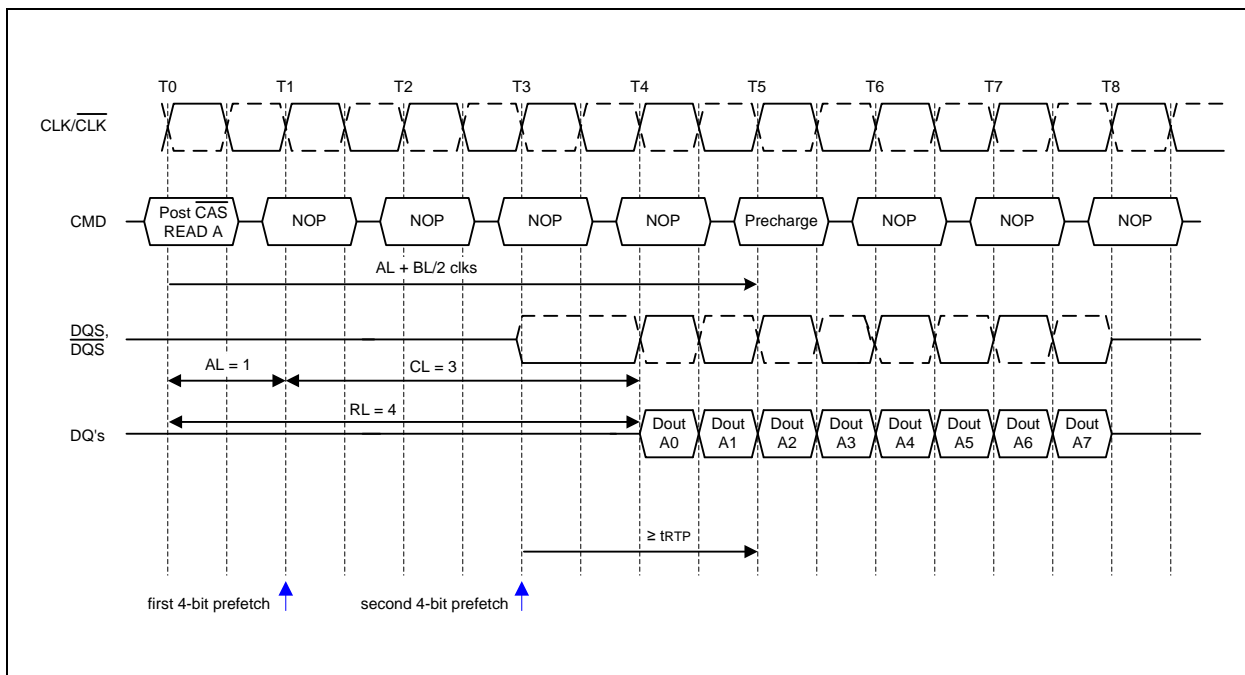 T0 T1 T2 T3 T4 T5 T6 T7 T8
CLK/CLK
CMD
Post CAS
READ A
NOP NOP NOP NOP Precharge NOP NOP NOP
AL + BL/2 clks
DQS,
DQS
AL = 1
CL = 3
RL = 4
DQ's
Dout Dout Dout Dout Dout Dout Dout Dout
A0 A1 A2 A3 A4 A5 A6 A7
≥ tRTP
first 4-bit prefetch
second 4-bit prefetch